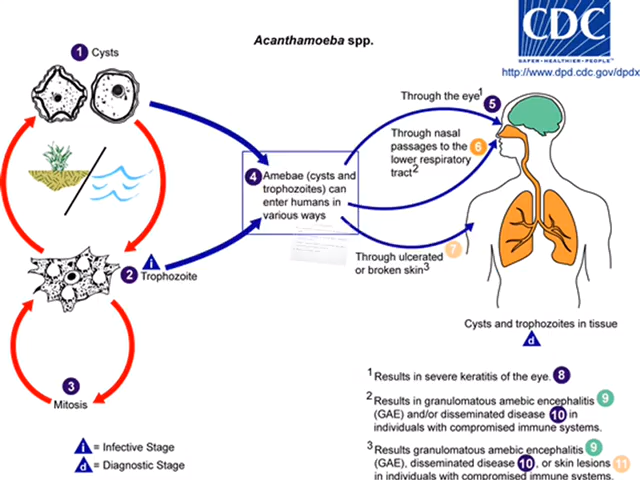 CDC
SAFER • HEALTHIER • PEOPLE™
http://www.dpd.cdc.gov/dpdx
Acanthamoeba spp.
1 Cysts
Through the eye1 5
Through nasal
passages to the 6
lower respiratory
tract2
4 Amebae (cysts and
trophozoites) can
enter humans in
various ways
Through ulcerated 7
or broken skin3
i
2 Trophozoite
Cysts and trophozoites in tissue
d
3
Mitosis
1 Results in severe keratitis of the eye. 8
2 Results in granulomatous amebic encephalitis 9
(GAE) and/or disseminated disease 10 in
individuals with compromised immune systems.
3 Results granulomatous amebic encephalitis 9
(GAE), disseminated disease 10, or skin lesions 11
in individuals with compromised immune systems.
i = Infective Stage
d = Diagnostic Stage